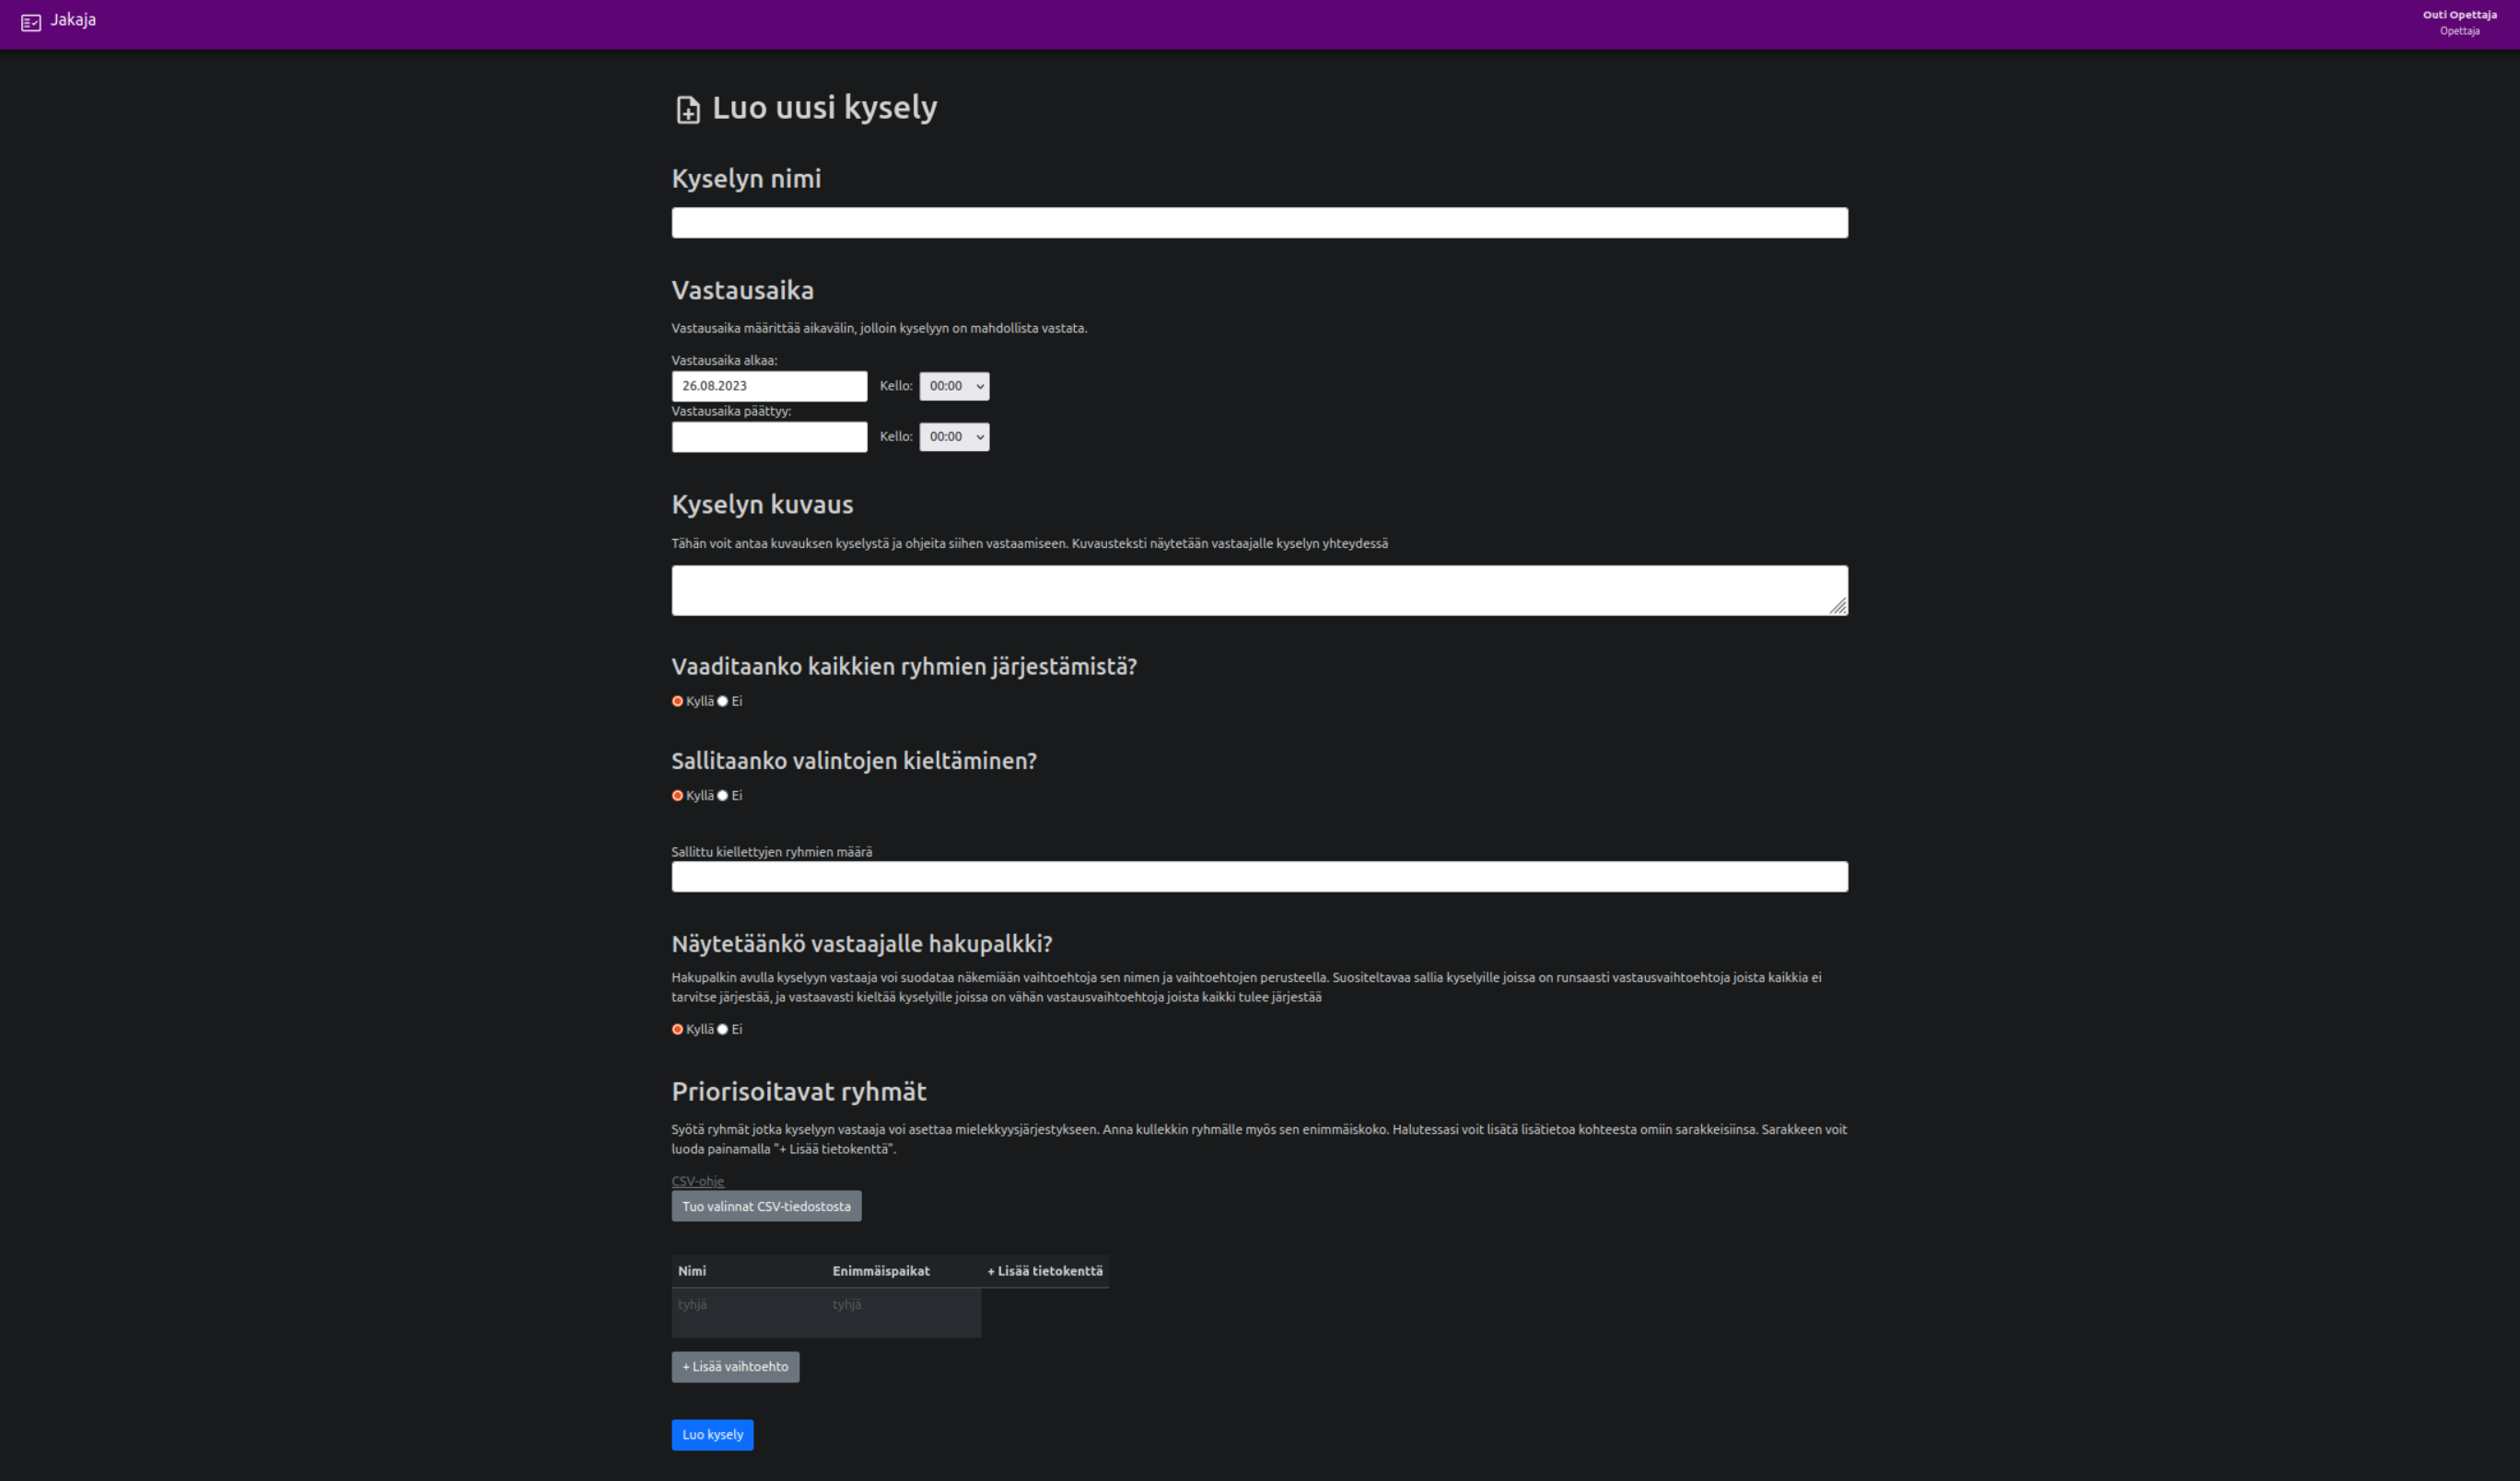 Jakaja
Outi Opettaja
Opettaja
Luo uusi kysely
Kyselyn nimi
Vastausaika
Vastausaika määrittää aikavälin, jolloin kyselyyn on mahdollista vastata.
Vastausaika alkaa:
26.08.2023 Kello: 00:00
Vastausaika päättyy:
Kello: 00:00
Kyselyn kuvaus
Tähän voit antaa kuvauksen kyselystä ja ohjeita siihen vastaamiseen. Kuvausteksti näytetään vastaajalle kyselyn yhteydessä
Vaaditaanko kaikkien ryhmien järjestämistä?
Kyllä Ei
Sallitaanko valintojen kieltäminen?
Kyllä Ei
Sallittu kiellettyjen ryhmien määrä
Näytetäänkö vastaajalle hakupalkki?
Hakupalkin avulla kyselyyn vastaaja voi suodataa näkemiään vaihtoehtoja sen nimen ja vaihtoehtojen perusteella. Suositeltavaa sallia kyselyille joissa on runsaasti vastausvaihtoehtoja joista kaikkia ei
tarvitse järjestää, ja vastaavasti kieltää kyselyille joissa on vähän vastausvaihtoehtoja joista kaikki tulee järjestää
Kyllä Ei
Priorisoitavat ryhmät
Syötä ryhmät jotka kyselyyn vastaaja voi asettaa mielekkyysjärjestykseen. Anna kullekkin ryhmälle myös sen enimmäiskoko. Halutessasi voit lisätä lisätietoa kohteesta omiin sarakkeisiinsa. Sarakkeen voit
luoda painamalla "+ Lisää tietokenttä".
CSV-ohje
Tuo valinnat CSV-tiedostosta
Nimi Enimmäispaikat + Lisää tietokenttä
tyhjä tyhjä
+ Lisää vaihtoehto
Luo kysely